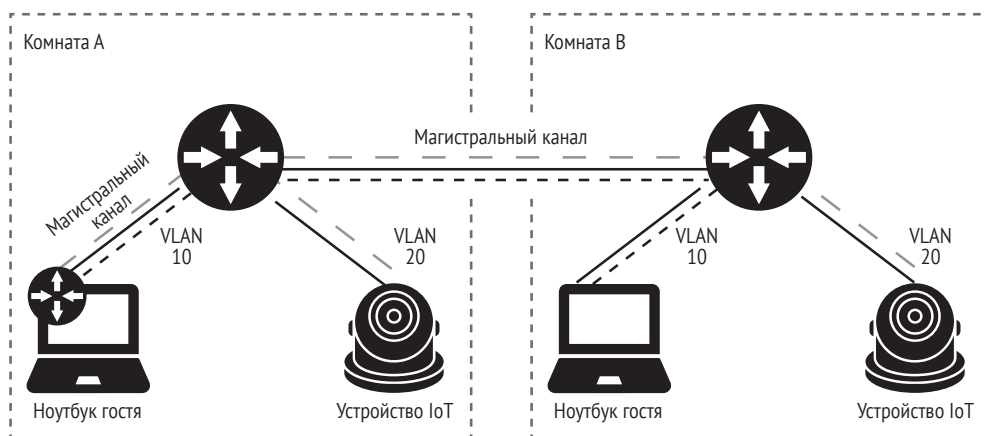 Комната A
Комната B
Магистральный канал
Магистральный
канал
VLAN
10
VLAN
20
VLAN
10
VLAN
20
Ноутбук гостя
Устройство IoT
Ноутбук гостя
Устройство IoT